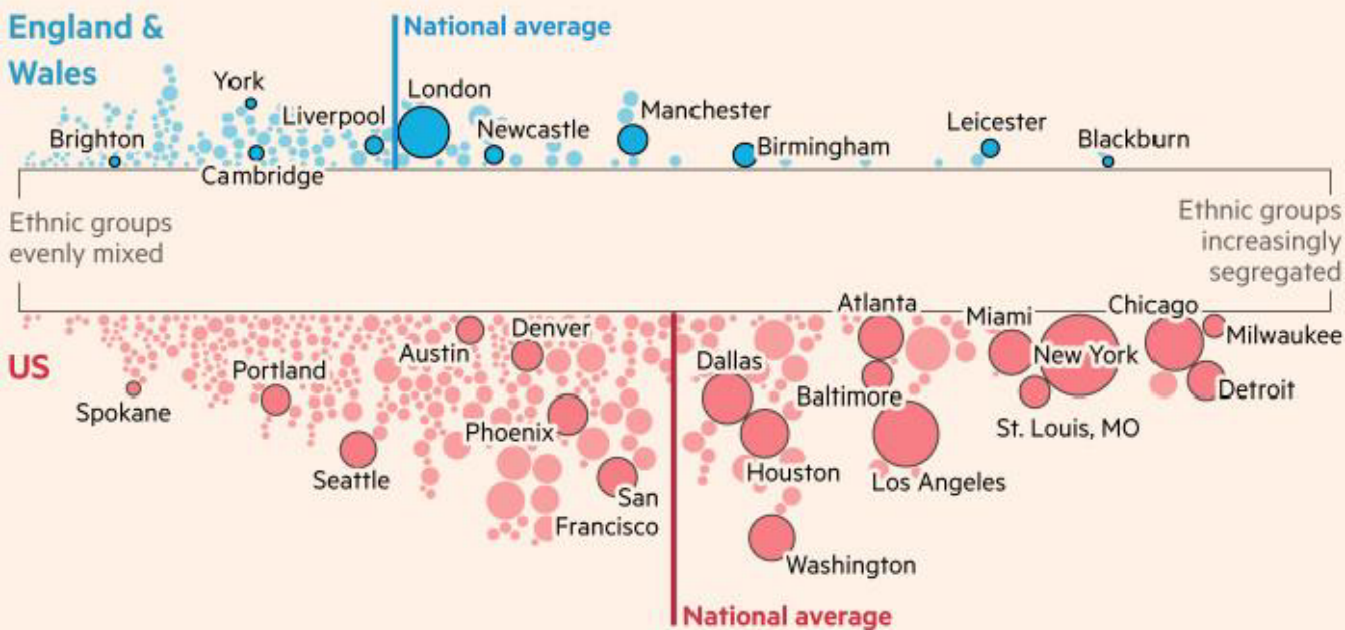 England &
Wales
National average
York
London
Liverpool
Manchester
Newcastle
Leicester
Brighton
Birmingham
Blackburn
Cambridge
Ethnic groups
evenly mixed
Ethnic groups
increasingly
segregated
US
Atlanta
Miami
Chicago
Austin
Denver
Milwaukee
Dallas
New York
Portland
Spokane
Baltimore
Detroit
Phoenix
St. Louis, MO
Seattle
Houston
Los Angeles
San
Francisco
Washington
National average